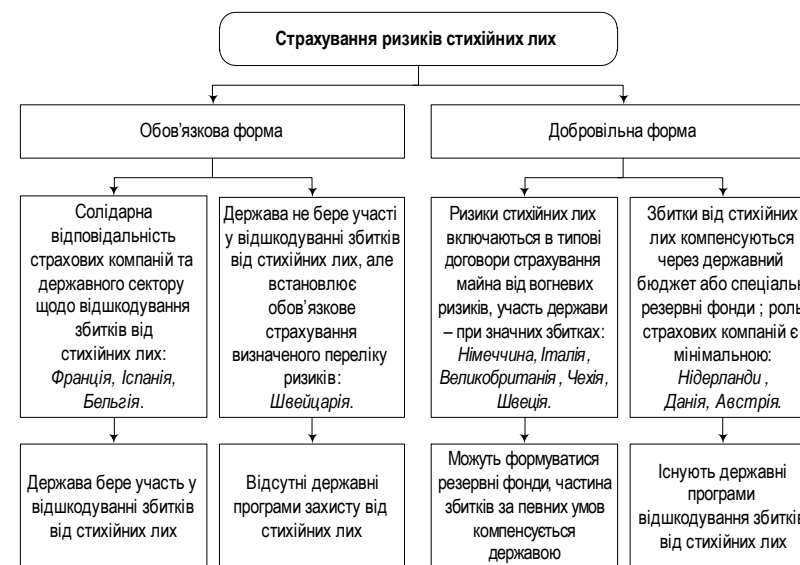 Страхування ризиків стихійних лих
Обов’язкова форма
Добровільна форма
Солідарна
відповідальність
страхових компаній та
державного сектору
щодо відшкодування
збитків від
стихійних лих:
Франція, Іспанія,
Бельгія.
Держава не бере участі
у відшкодуванні збитків
від стихійних лих, але
встановлює
обов’язкове
страхування
визначеного переліку
ризиків:
Швейцарія.
Ризики стихійних лих
включаються в типові
договори страхування
майна від вогневих
ризиків, участь держави
– при значних збитках:
Німеччина, Італія,
Великобританія, Чехія,
Швеція.
Збитки від стихійних
лих компенсуються
через державний
бюджет або
резервні фонди ; роль
страхових компаній є
мінімальною:
Нідерланди ,
Данія, Австрія.
Держава бере участь у
відшкодуванні збитків
від стихійних лих
Відсутні державні
програми захисту від
стихійних лих
Можуть формуватися
резервні фонди, частина
збитків за певних умов
компенсується
державою
Існують державні
програми
відшкодування збитків
від стихійних лих